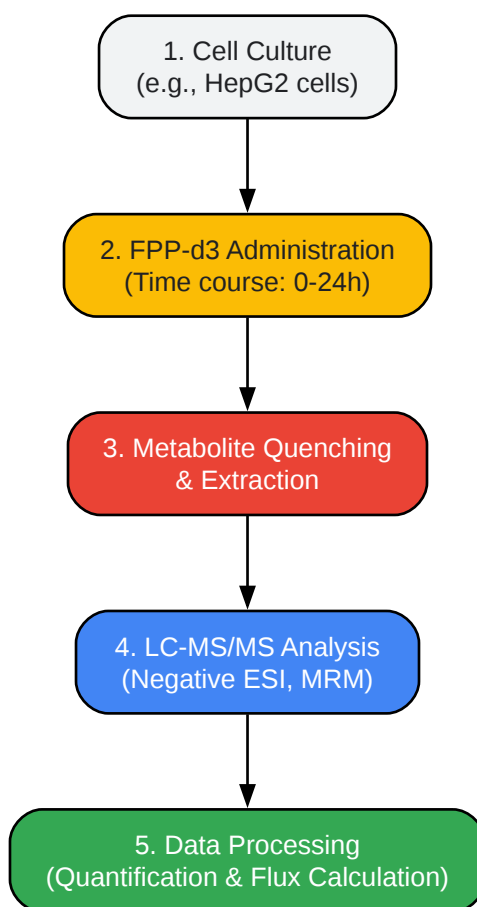 1. Cell Culture
(e.g., HepG2 cells)
2. FPP-d3 Administration
(Time course: 0-24h)
3. Metabolite Quenching
& Extraction
4. LC-MS/MS Analysis
(Negative ESI, MRM)
5. Data Processing
(Quantification & Flux Calculation)